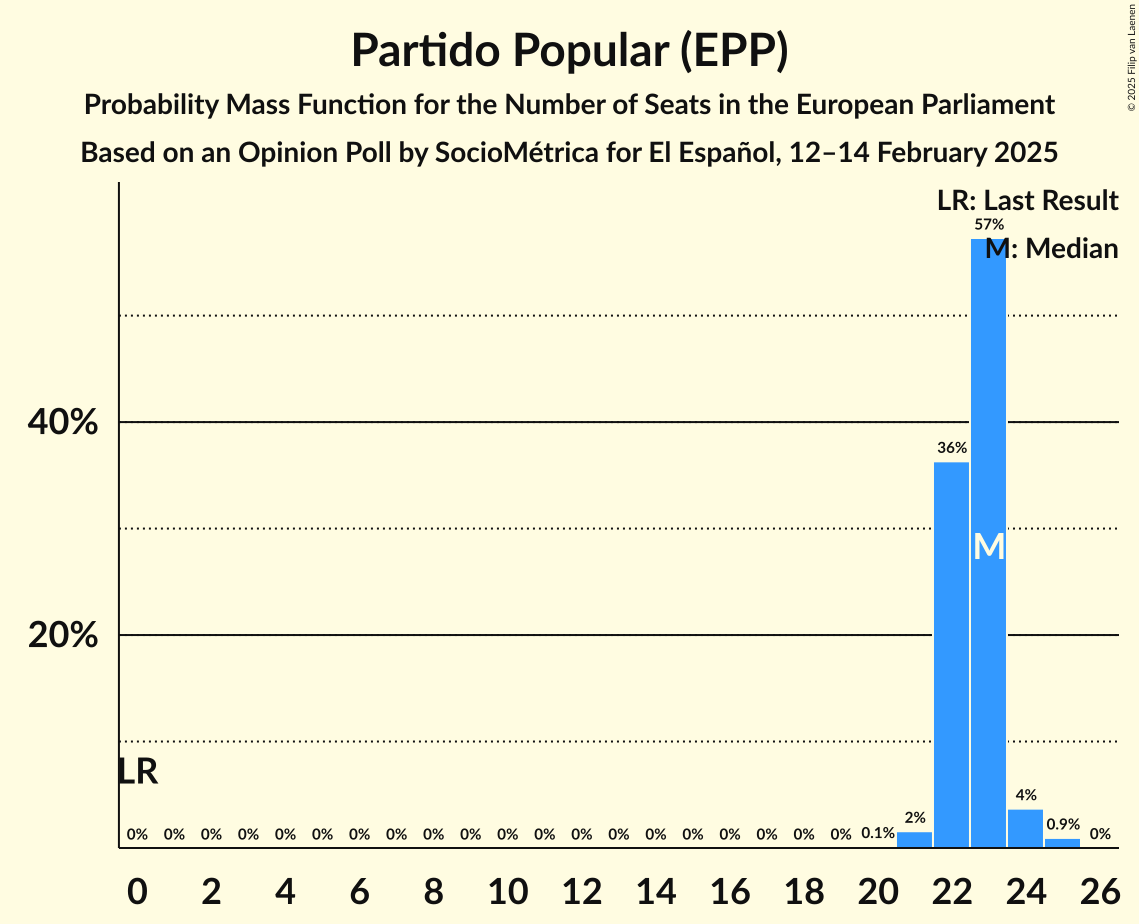 Partido Popular (EPP)
Probability Mass Function for the Number of Seats in the European Parliament
Based on an Opinion Poll by SocioMétrica for El Español, 12–14 February 2025
© 2025 Filip van Laenen
LR: Last Result
M: Median
57%
40%
36%
M
20%
LR
0% 0% 0% 0% 0% 0% 0% 0% 0% 0% 0% 0% 0% 0% 0% 0% 0% 0% 0% 0% 0.1% 2% 4% 0.9% 0%
0 2 4 6 8 10 12 14 16 18 20 22 24 26